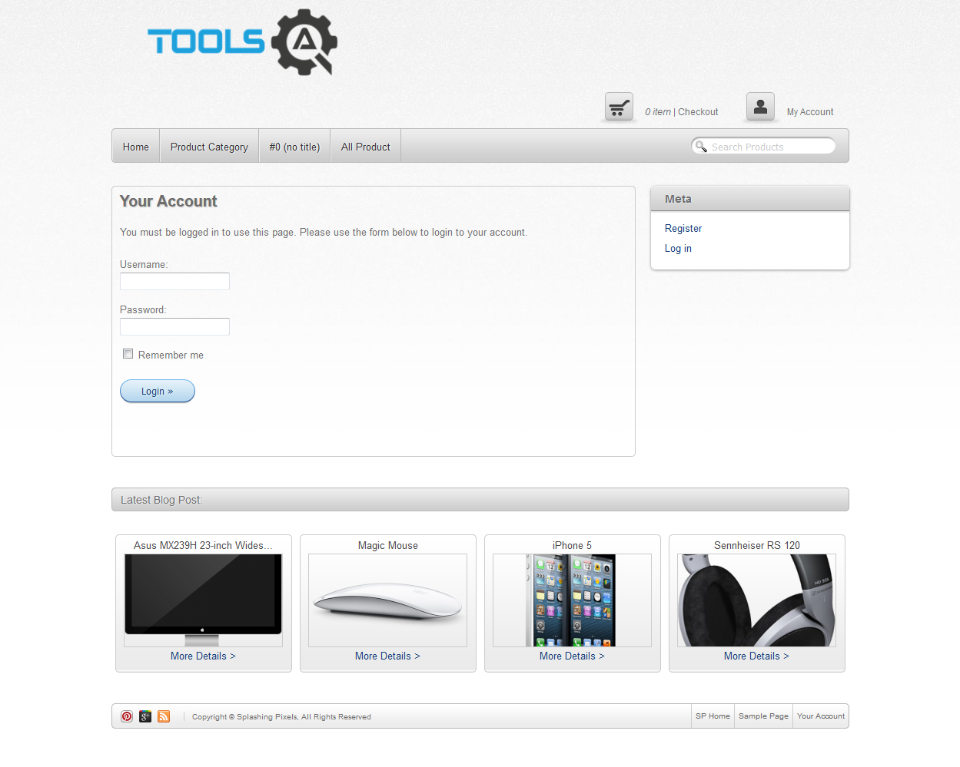 TOOLS
0 item | Checkout
My Account
Home
Product Category
#0 (no title)
All Product
Search Products
Your Account
You must be logged in to use this page. Please use the form below to login to your account.
Username:
Password:
Remember me
Login »
Meta
Register
Log in
Latest Blog Post:
Asus MX239H 23-inch Wides...
Magic Mouse
iPhone 5
Sennheiser RS 120
More Details >
More Details >
More Details >
More Details >
Copyright © Splashing Pixels, All Rights Reserved
SP Home
Sample Page
Your Account